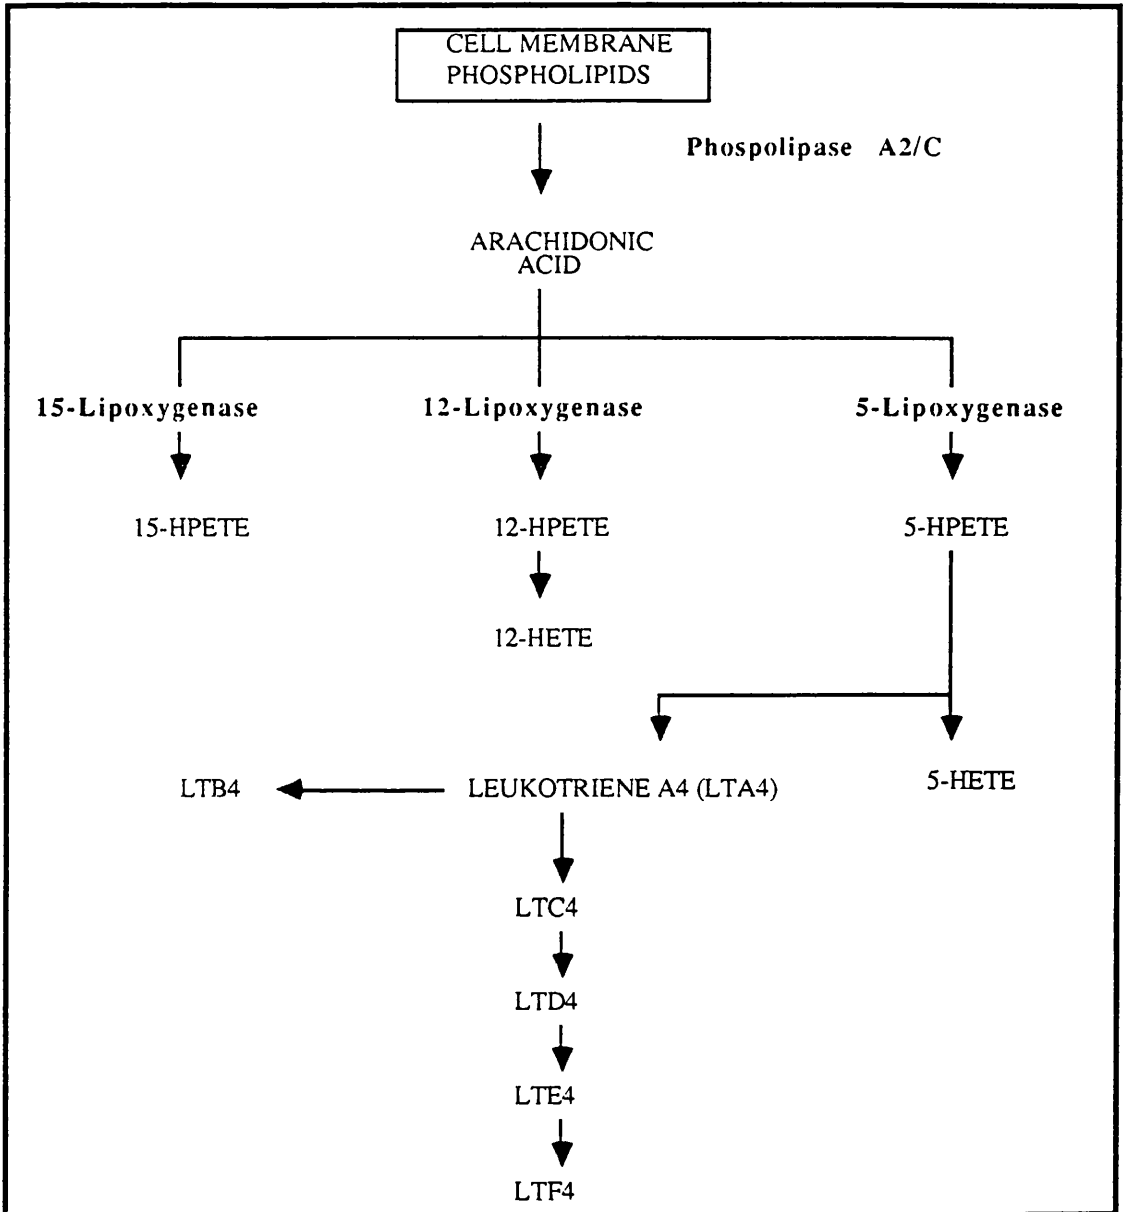 CELL MEMBRANE
PHOSPHOLIPIDS
Phospolipase A2/C
ARACHIDONIC
ACID
15-Lipoxygenase 12-Lipoxygenase 5-Lipoxygenase
15-HPETE 12-HPETE 5-HPETE
12-HETE
LTB4 LEUKOTRIENE A4 (LTA4) 5-HETE
LTC4
LTD4
LTE4
LTF4